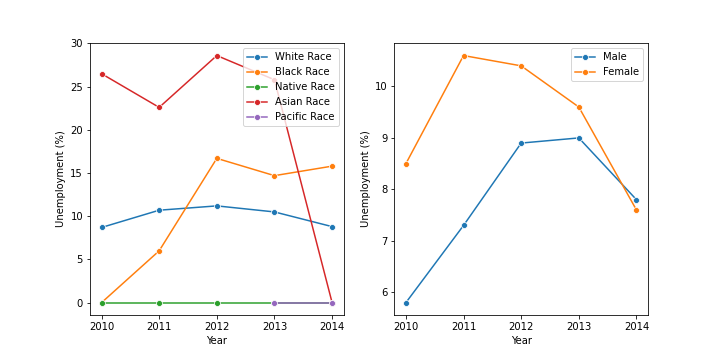 30
25
20
15
10
5
0
Unemployment (%)
2010 2011 2012 2013 2014
Year
White Race
Black Race
Native Race
Asian Race
Pacific Race
10
9
8
7
6
Unemployment (%)
2010 2011 2012 2013 2014
Year
Male
Female